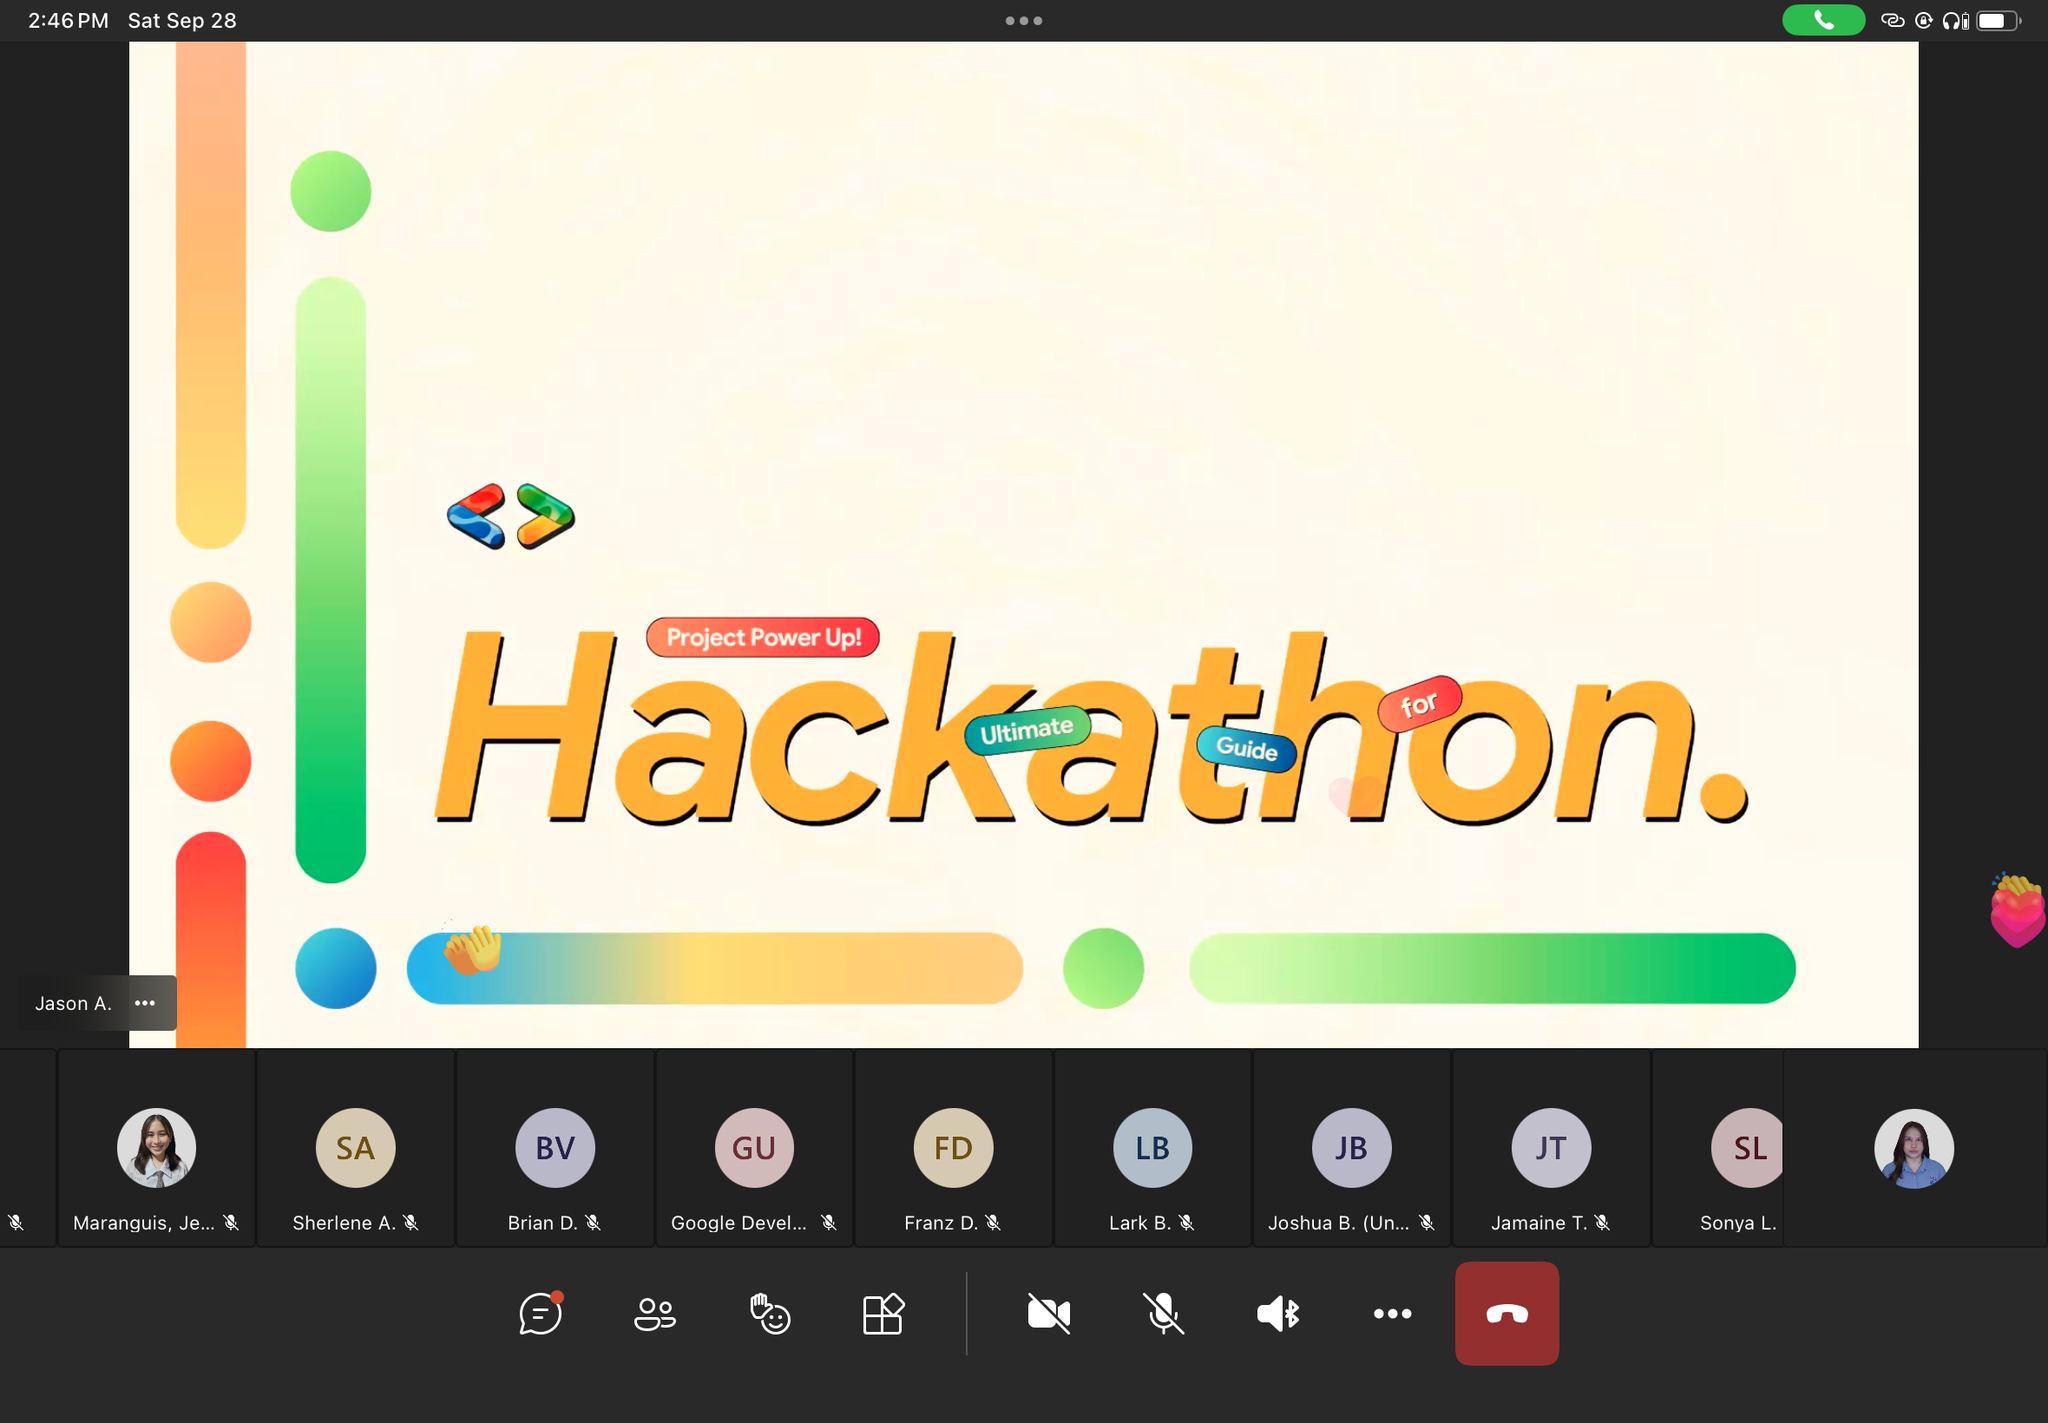 2:46 PM Sat Sep 28
Project Power Up!
Hackathon.
Ultimate
Guide
for
Jason A.
SA
BV
GU
FD
LB
JB
JT
SL
Maranguis, Je...
Sherlene A.
Brian D.
Google Devel...
Franz D.
Lark B.
Joshua B. (Un...
Jamaine T.
Sonya L.